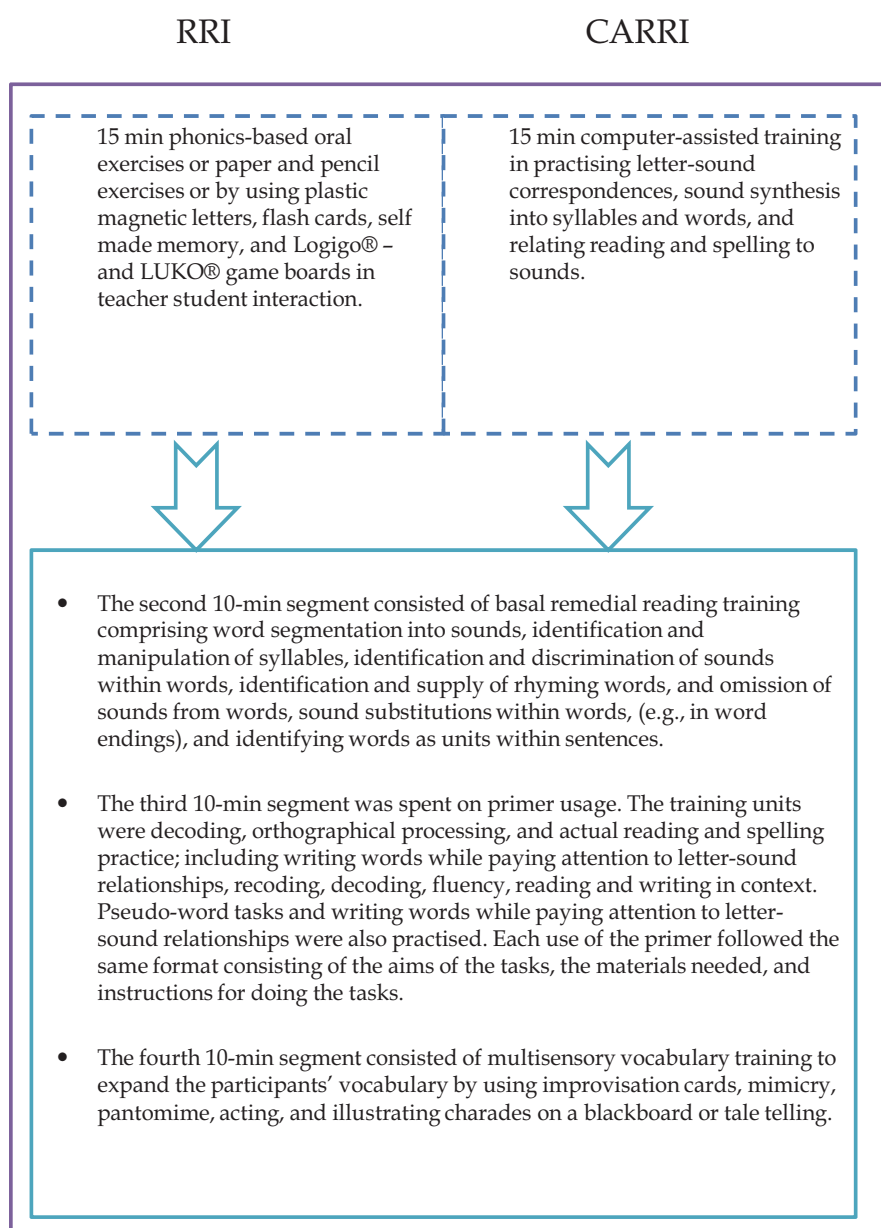 RRI
CARRI
15 min phonics-based oral
exercises or paper and pencil
exercises or by using plastic
magnetic letters, flash cards, self
made memory, and Logigo® –
and LUKO® game boards in
teacher student interaction.
15 min computer-assisted training
in practising letter-sound
correspondences, sound synthesis
into syllables and words, and
relating reading and spelling to
sounds.
• The second 10-min segment consisted of basal remedial reading training
comprising word segmentation into sounds, identification and
manipulation of syllables, identification and discrimination of sounds
within words, identification and supply of rhyming words, and omission of
sounds from words, sound substitutions within words, (e.g., in word
endings), and identifying words as units within sentences.
• The third 10-min segment was spent on primer usage. The training units
were decoding, orthographical processing, and actual reading and spelling
practice; including writing words while paying attention to letter-sound
relationships, recoding, decoding, fluency, reading and writing in context.
Pseudo-word tasks and writing words while paying attention to letter-
sound relationships were also practised. Each use of the primer followed the
same format consisting of the aims of the tasks, the materials needed, and
instructions for doing the tasks.
• The fourth 10-min segment consisted of multisensory vocabulary training to
expand the participants’ vocabulary by using improvisation cards, mimicry,
pantomime, acting, and illustrating charades on a blackboard or tale telling.